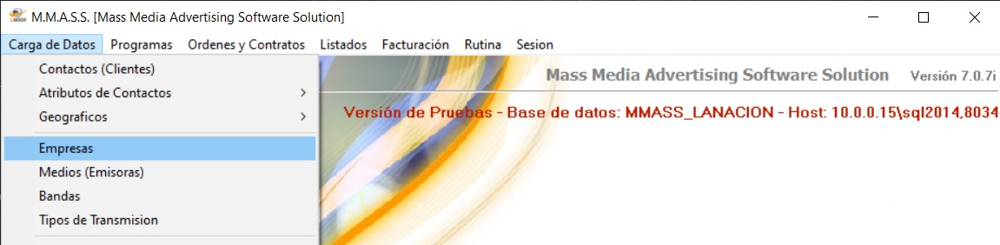 M.M.A.S.S. [Mass Media Advertising Software Solution]
Carga de Datos Programas Ordenes y Contratos Listados Facturación Rutina Sesion
Contactos (Clientes)
Atributos de Contactos
Geograficos
Empresas
Medios (Emisoras)
Bandas
Tipos de Transmision
Mass Media Advertising Software Solution Versión 7.0.7i
Versión de Pruebas - Base de datos: MMASS_LANACION - Host: 10.0.0.15\sql2014,8034